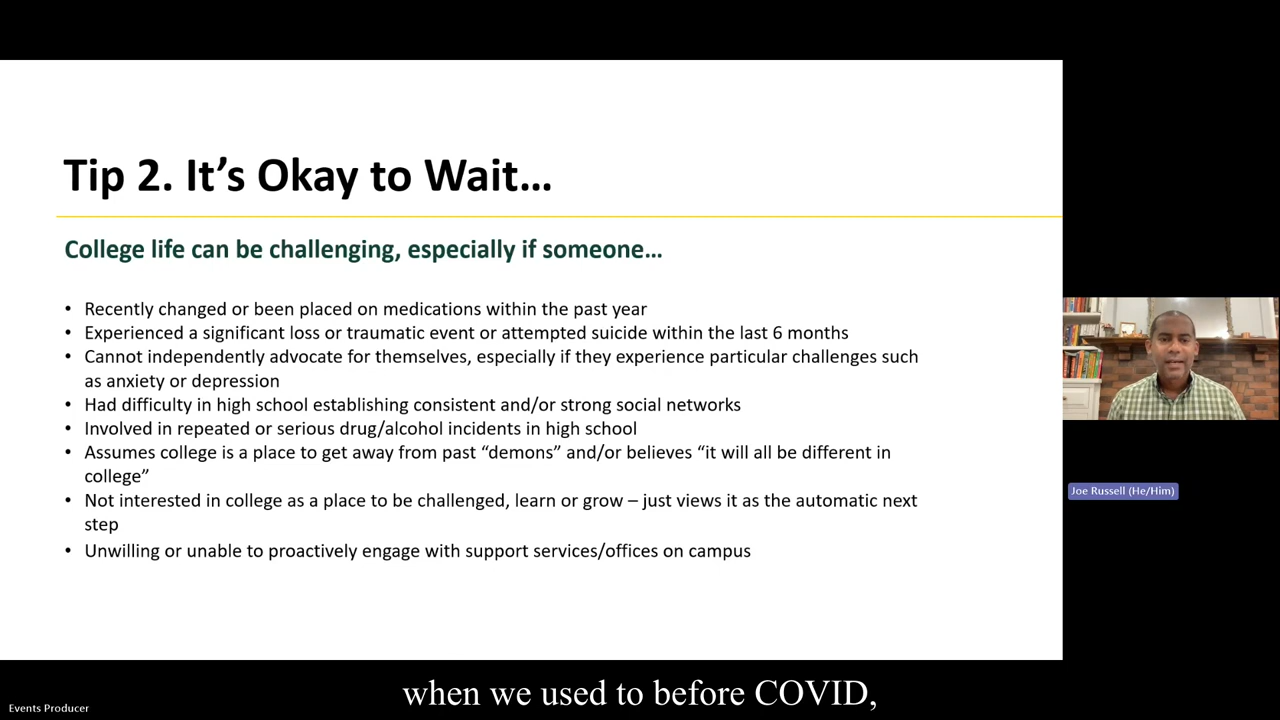 Tip 2. It’s Okay to Wait…
College life can be challenging, especially if someone…
• Recently changed or been placed on medications within the past year
• Experienced a significant loss or traumatic event or attempted suicide within the last 6 months
• Cannot independently advocate for themselves, especially if they experience particular challenges such
as anxiety or depression
• Had difficulty in high school establishing consistent and/or strong social networks
• Involved in repeated or serious drug/alcohol incidents in high school
• Assumes college is a place to get away from past “demons” and/or believes “it will all be different in
college”
• Not interested in college as a place to be challenged, learn or grow – just views it as the automatic next
step
• Unwilling or unable to proactively engage with support services/offices on campus
Joe Russell (He/Him)
when we used to before COVID,
Events Producer